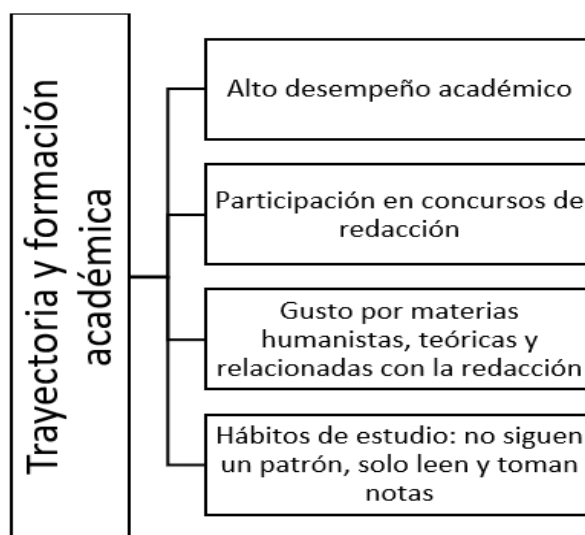 Trayectoria y formación
académica
Alto desempeño académico
Participación en concursos de
redacción
Gusto por materias
humanistas, teóricas y
relacionadas con la redacción
Hábitos de estudio: no siguen
un patrón, solo leen y toman
notas